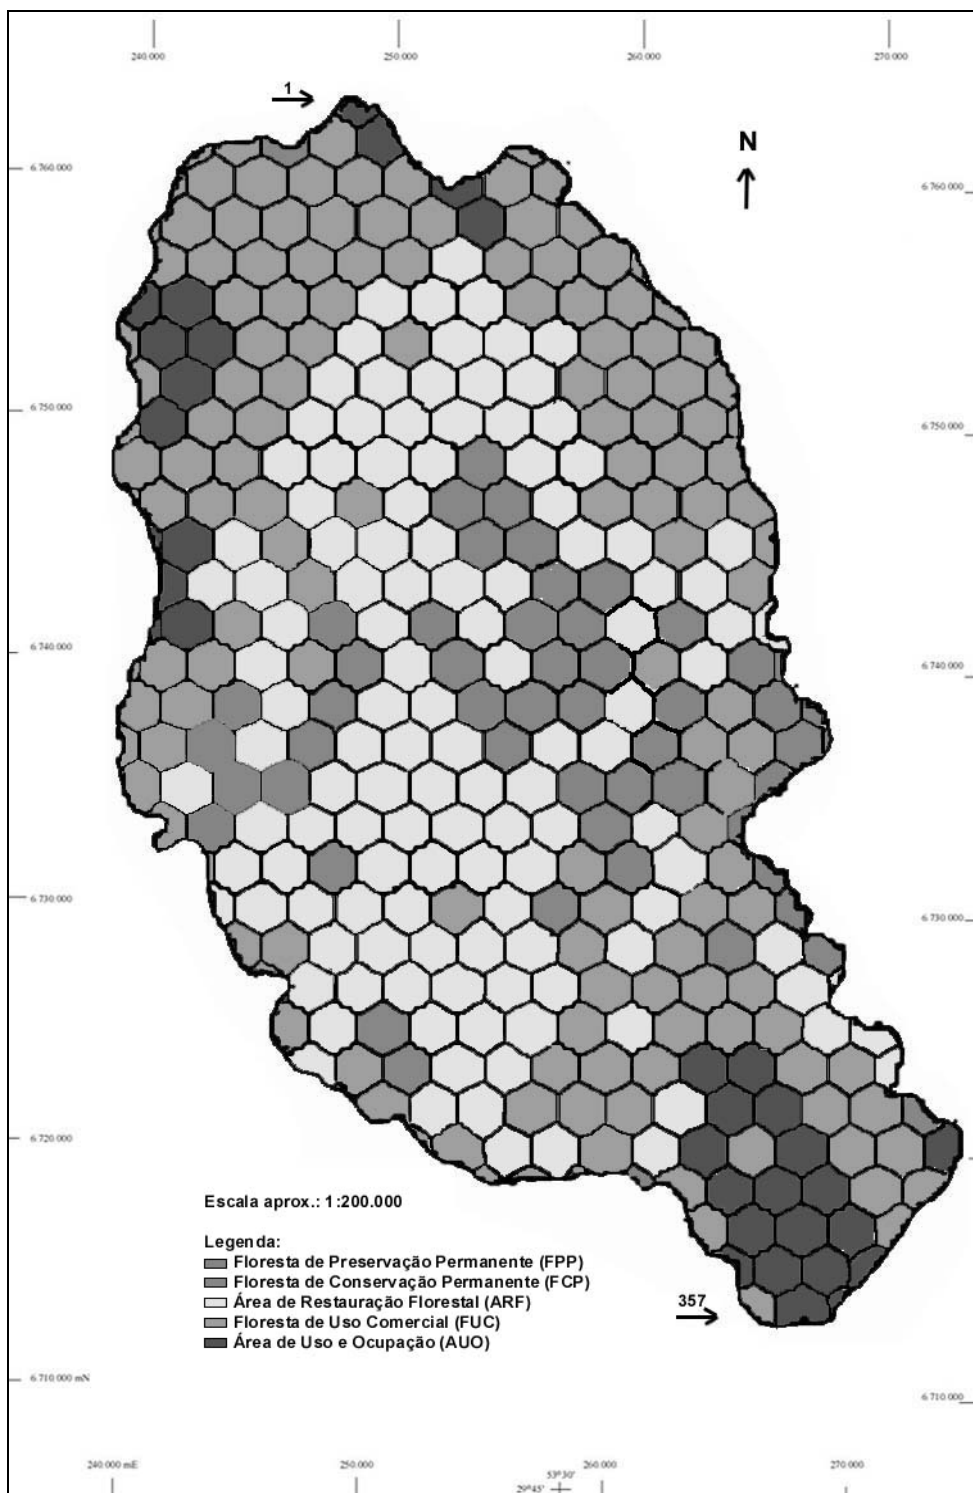 240.000 250.000 260.000 270.000
1
N
6.760.000 6.760.000
6.750.000 6.750.000
6.740.000 6.740.000
6.730.000 6.730.000
6.720.000
Escala aprox.: 1:200.000
Legenda:
Floresta de Preservação Permanente (FPP)
Floresta de Conservação Permanente (FCP)
Área de Restauração Florestal (ARF)
Floresta de Uso Comercial (FUC)
Área de Uso e Ocupação (AUO)
357
6.710.000 mN 6.710.000
240.000 mE 250.000 260.000 270.000
53º30'
29º45'